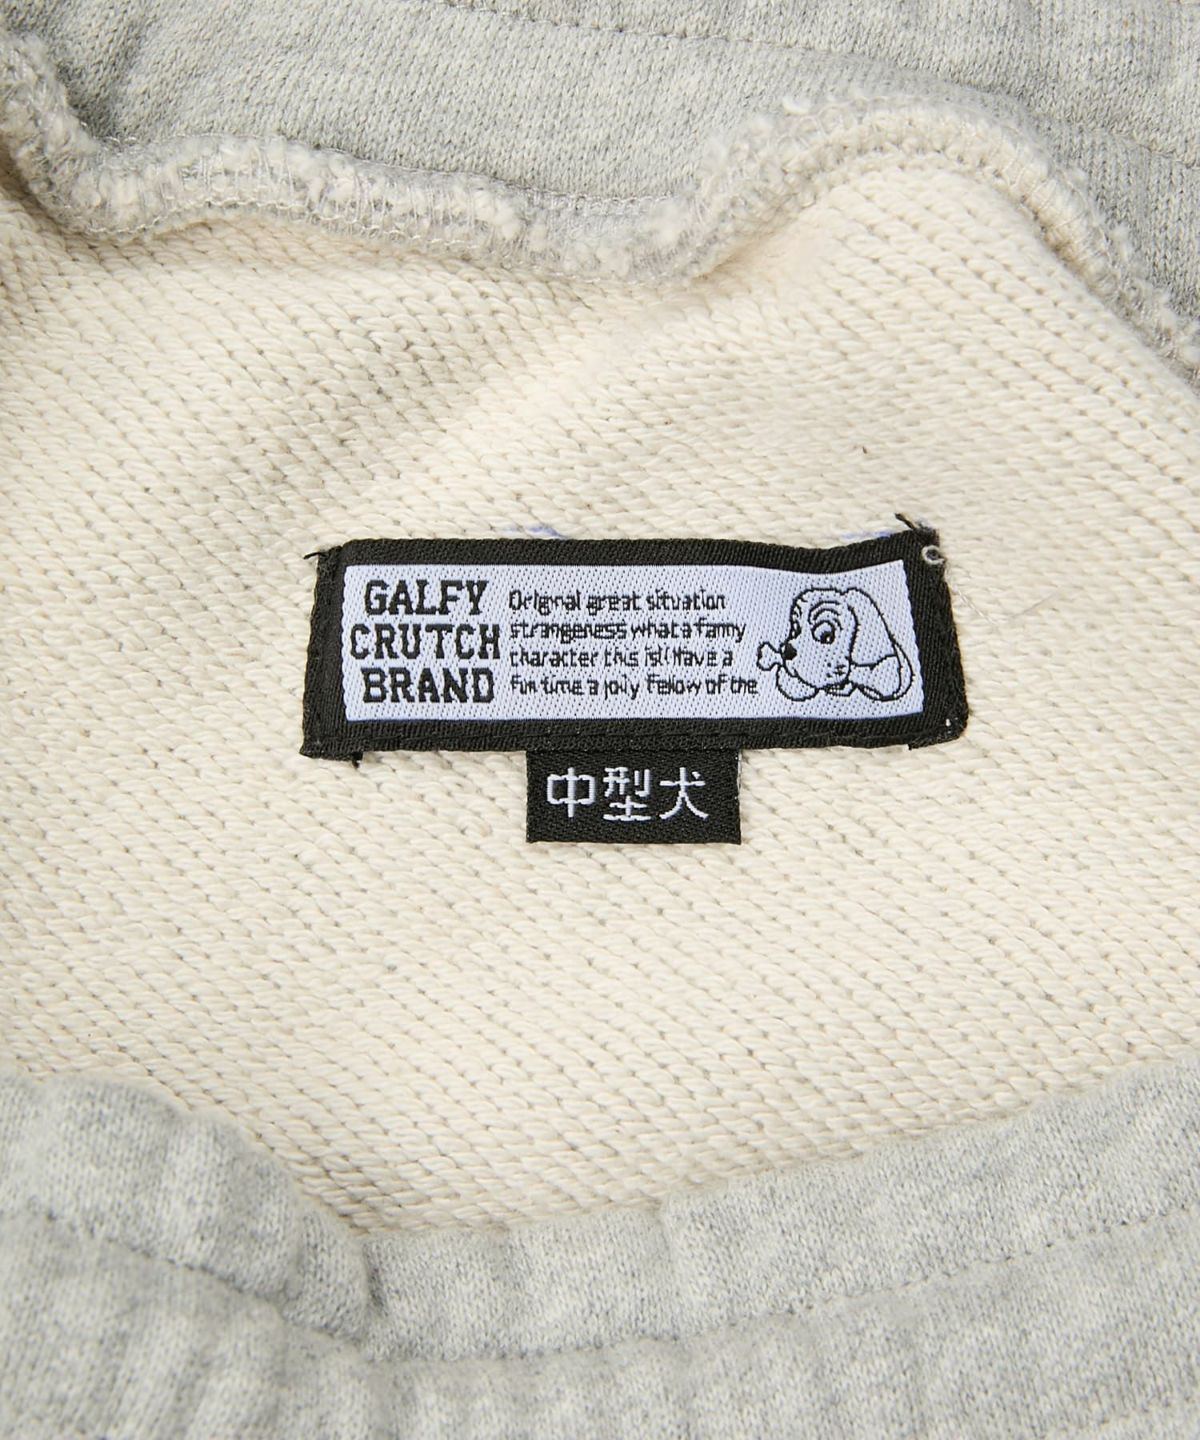 GALFY
CRUTCH
BRAND
Original great situation
strangeness what a fanny
character this is!! Have a
fun time a jolly fellow of the
中型犬